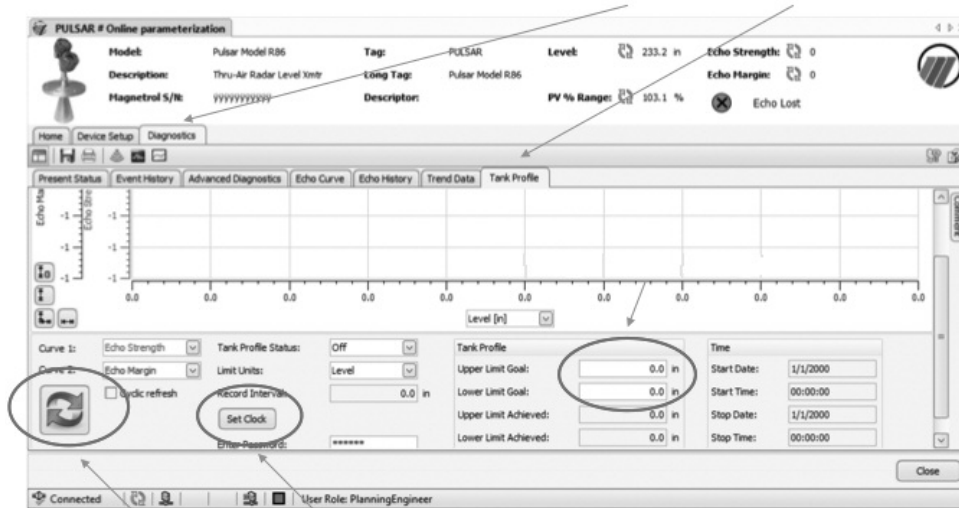 PULSAR # Online parameterization
Model: Pulsar Model R86 Tag: PULSAR Level: 233.2 in Echo Strength: 0
Description: Thru-Air Radar Level Xmtr Long Tag: Pulsar Model R86 Echo Margin: 0
Magnetrol S/N: ÿÿÿÿÿÿÿÿÿÿÿ Descriptor: PV % Range: 103.1 % Echo Lost
Home Device Setup Diagnostics
Present Status Event History Advanced Diagnostics Echo Curve Echo History Trend Data Tank Profile
Echo Ma
Echo Stre
-1 -1
-1 -1
-1 -1
0.0 0.0 0.0 0.0 0.0 0.0 0.0 0.0 0.0 0.0 0.0
Level [in]
Curve 1: Echo Strength Tank Profile Status: Off Tank Profile Time
Curve 2: Echo Margin Limit Units: Level Upper Limit Goal: 0.0 in Start Date: 1/1/2000
Cyclic refresh Record Interval: 0.0 in Lower Limit Goal: 0.0 in Start Time: 00:00:00
Set Clock Upper Limit Achieved: 0.0 in Stop Date: 1/1/2000
Enter Password: ****** Lower Limit Achieved: 0.0 in Stop Time: 00:00:00
Close
Connected User Role: PlanningEngineer